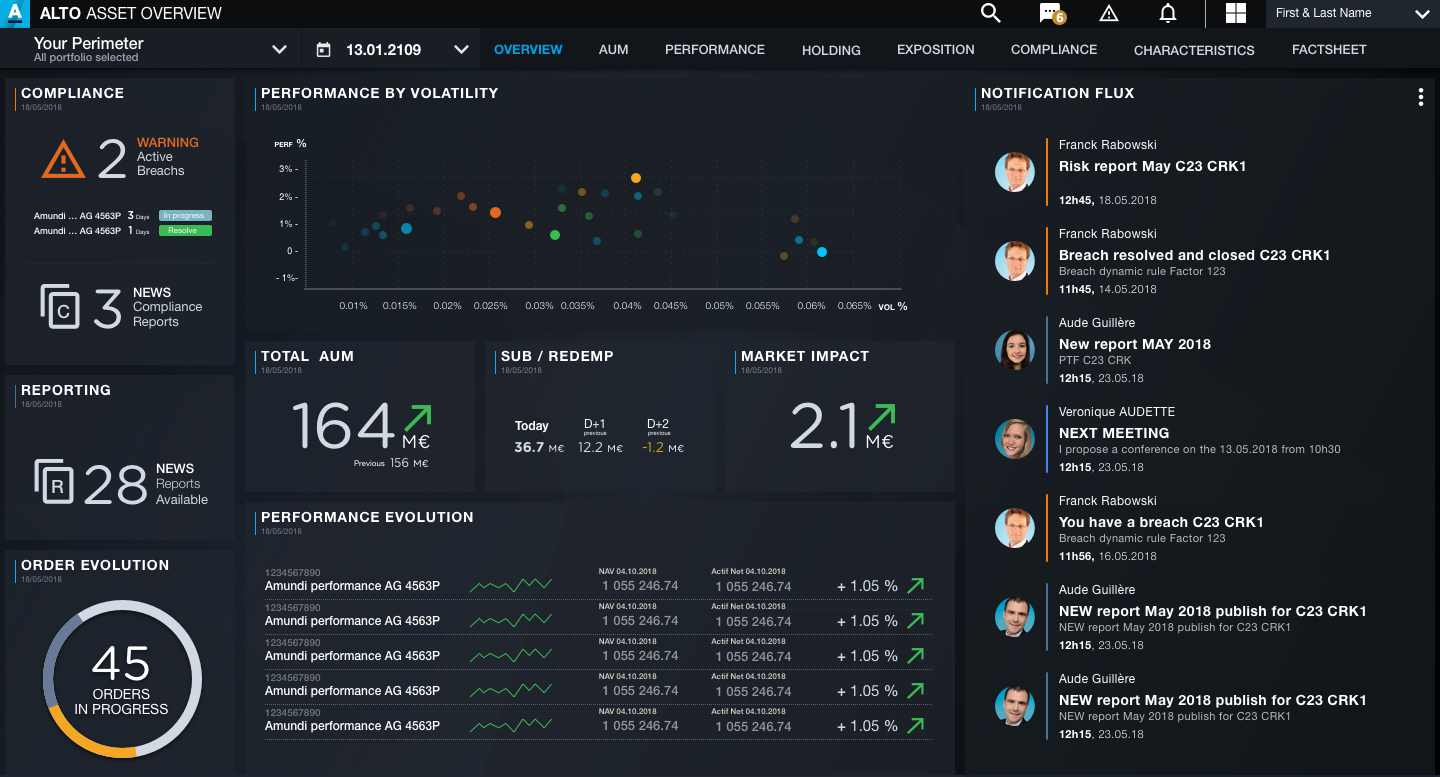 A ALTO ASSET OVERVIEW
6
First & Last Name
Your Perimeter
All portfolio selected
13.01.2109
OVERVIEW AUM PERFORMANCE HOLDING EXPOSITION COMPLIANCE CHARACTERISTICS FACTSHEET
COMPLIANCE
18/05/2018
2 WARNING
Active
Breachs
Amundi ... AG 4563P 3 Days In progress
Amundi ... AG 4563P 1 Days Resolve
C 3 NEWS
Compliance
Reports
REPORTING
18/05/2018
R 28 NEWS
Reports
Available
ORDER EVOLUTION
18/05/2018
45
ORDERS
IN PROGRESS
PERFORMANCE BY VOLATILITY
18/05/2018
PERF %
3% -
2% -
1% -
0 -
- 1%-
0.01% 0.015% 0.02% 0.025% 0.03% 0.035% 0.04% 0.045% 0.05% 0.055% 0.06% 0.065% VOL %
TOTAL AUM
18/05/2018
164 M€
Previous 156 M€
SUB / REDEMP
18/05/2018
Today D+1 D+2
previous previous
36.7 M€ 12.2 M€ -1.2 M€
MARKET IMPACT
18/05/2018
2.1 M€
PERFORMANCE EVOLUTION
18/05/2018
1234567890 NAV 04.10.2018 Actif Net 04.10.2018
Amundi performance AG 4563P 1 055 246.74 1 055 246.74 + 1.05 %
1234567890 NAV 04.10.2018 Actif Net 04.10.2018
Amundi performance AG 4563P 1 055 246.74 1 055 246.74 + 1.05 %
1234567890 NAV 04.10.2018 Actif Net 04.10.2018
Amundi performance AG 4563P 1 055 246.74 1 055 246.74 + 1.05 %
1234567890 NAV 04.10.2018 Actif Net 04.10.2018
Amundi performance AG 4563P 1 055 246.74 1 055 246.74 + 1.05 %
1234567890 NAV 04.10.2018 Actif Net 04.10.2018
Amundi performance AG 4563P 1 055 246.74 1 055 246.74 + 1.05 %
NOTIFICATION FLUX
18/05/2018
Franck Rabowski
Risk report May C23 CRK1
12h45, 18.05.2018
Franck Rabowski
Breach resolved and closed C23 CRK1
Breach dynamic rule Factor 123
11h45, 14.05.2018
Aude Guillère
New report MAY 2018
PTF C23 CRK
12h15, 23.05.18
Veronique AUDETTE
NEXT MEETING
I propose a conference on the 13.05.2018 from 10h30
12h15, 23.05.18
Franck Rabowski
You have a breach C23 CRK1
Breach dynamic rule Factor 123
11h56, 16.05.2018
Aude Guillère
NEW report May 2018 publish for C23 CRK1
NEW report May 2018 publish for C23 CRK1
12h15, 23.05.18
Aude Guillère
NEW report May 2018 publish for C23 CRK1
NEW report May 2018 publish for C23 CRK1
12h15, 23.05.18